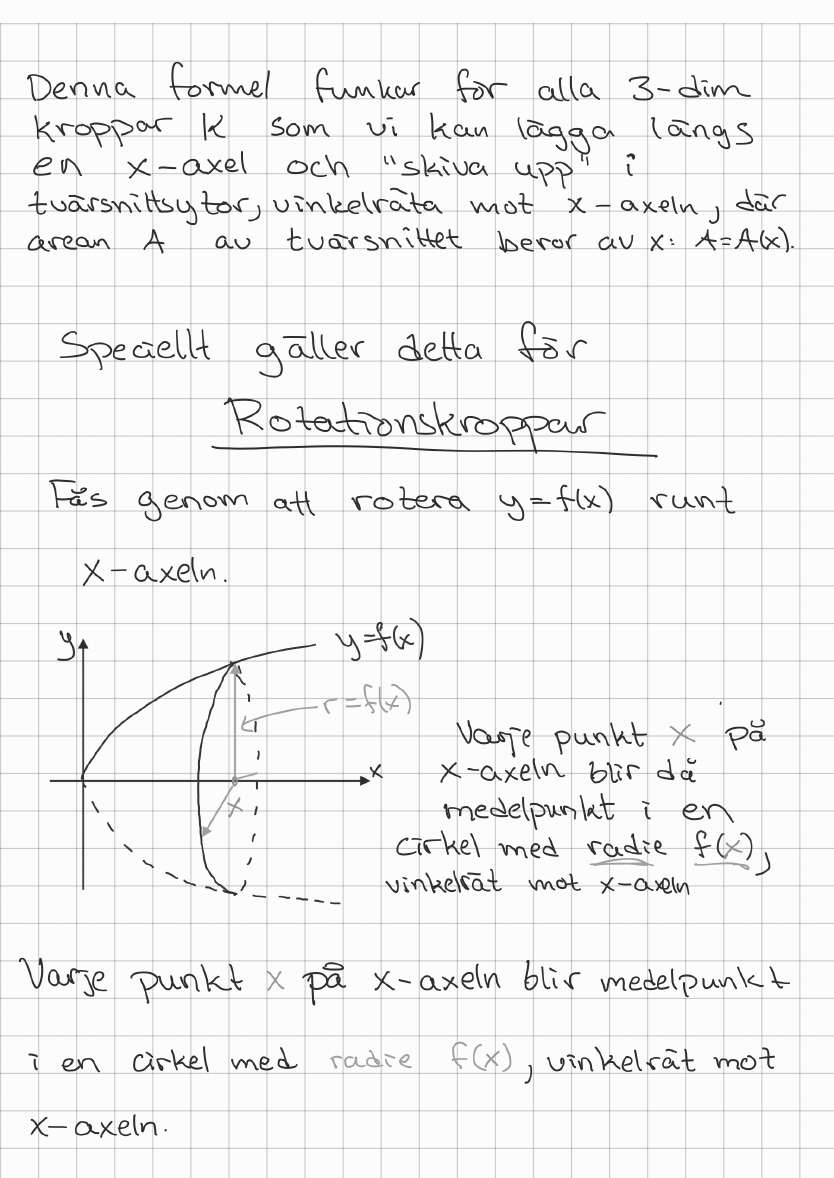 Denna formel funkar för alla 3-dim
kroppar K som vi kan lägga längs
en x-axel och "skiva upp" i
tvärsnittsytor, vinkelräta mot x-axeln, där
arean A av tvärsnittet beror av x: A=A(x).
Speciellt gäller detta för
Rotationskroppar
Fås genom att rotera y=f(x) runt
x-axeln.
y
y=f(x)
r=f(x)
x
x
Varje punkt x på
x-axeln blir då
medelpunkt i en
cirkel med radie f(x),
vinkelrät mot x-axeln
Varje punkt x på x-axeln blir medelpunkt
i en cirkel med radie f(x), vinkelrät mot
x-axeln.